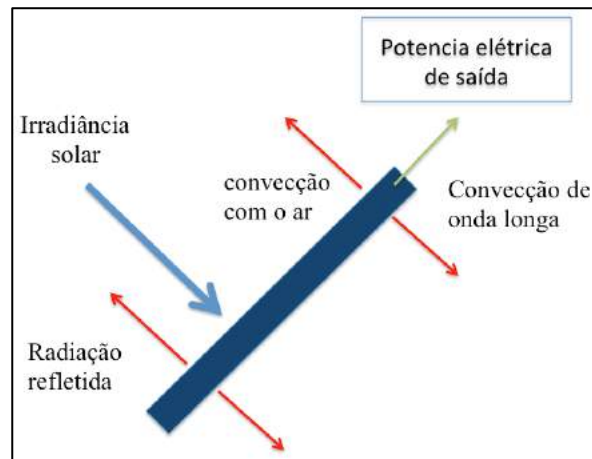 Potencia elétrica
de saída
Irradiância
solar
convecção
com o ar
Convecção de
onda longa
Radiação
refletida